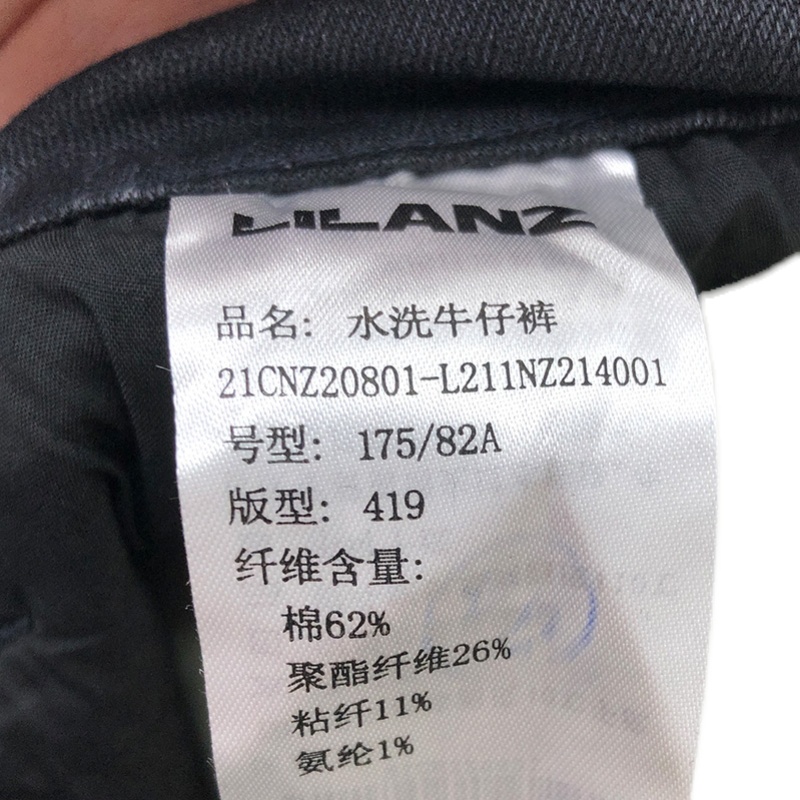 LILANZ
品名: 水洗牛仔裤
21CNZ20801-L211NZ214001
号型: 175/82A
版型: 419
纤维含量:
棉62%
聚酯纤维26%
粘纤11%
氨纶1%